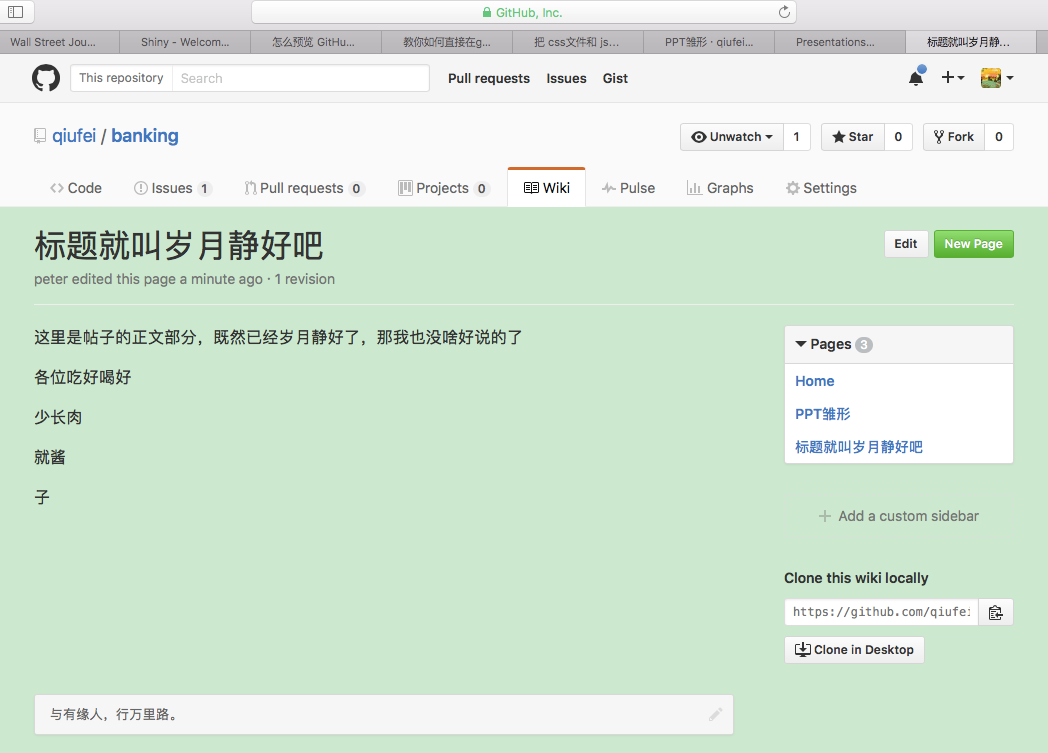 GitHub, Inc.
Wall Street Jou...
Shiny - Welcom...
怎么预览 GitHu...
教你如何直接在g...
把 css文件和 js...
PPT雏形 · qiufei...
Presentations...
标题就叫岁月静...
This repository
Search
Pull requests
Issues
Gist
qiufei / banking
Unwatch
1
Star
0
Fork
0
Code
Issues 1
Pull requests 0
Projects 0
Wiki
Pulse
Graphs
Settings
标题就叫岁月静好吧
Edit
New Page
peter edited this page a minute ago · 1 revision
这里是帖子的正文部分，既然已经岁月静好了，那我也没啥好说的了
各位吃好喝好
少长肉
就酱
子
Pages 3
Home
PPT雏形
标题就叫岁月静好吧
+ Add a custom sidebar
Clone this wiki locally
https://github.com/qiufei
Clone in Desktop
与有缘人，行万里路。